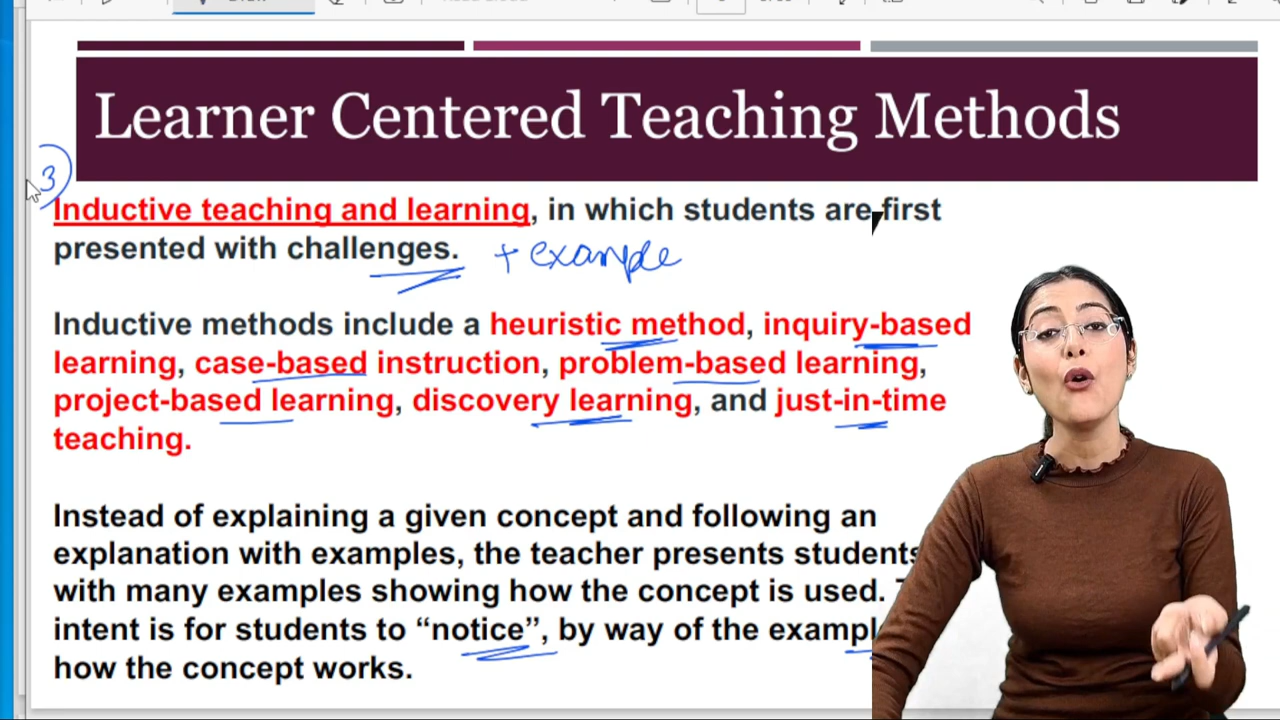 Learner Centered Teaching Methods
3
Inductive teaching and learning, in which students are first
presented with challenges. + example
Inductive methods include a heuristic method, inquiry-based
learning, case-based instruction, problem-based learning,
project-based learning, discovery learning, and just-in-time
teaching.
Instead of explaining a given concept and following an
explanation with examples, the teacher presents students
with many examples showing how the concept is used.
intent is for students to “notice”, by way of the
how the concept works.